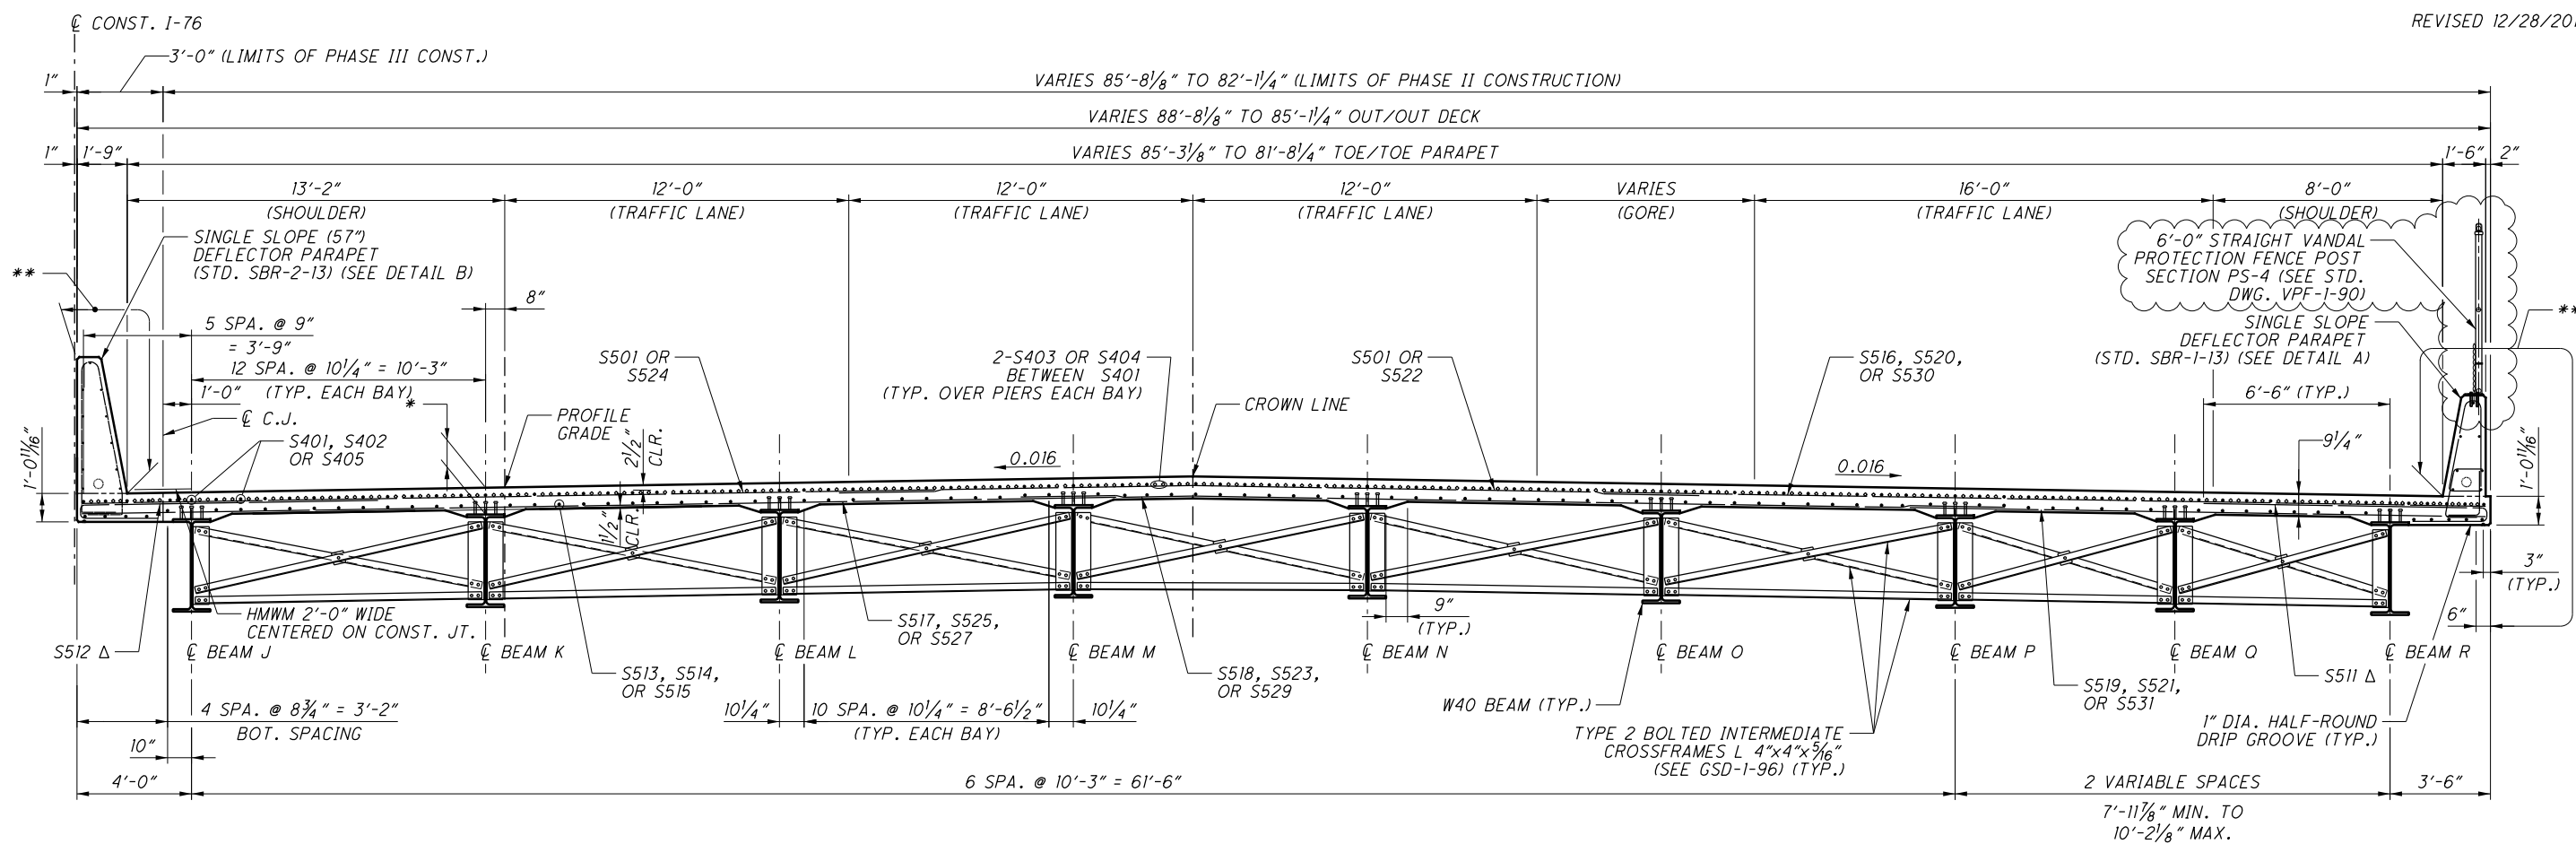 ℄ CONST. I-76
REVISED 12/28/201
3'-0" (LIMITS OF PHASE III CONST.)
1"
VARIES 85'-8⅛" TO 82'-1¼" (LIMITS OF PHASE II CONSTRUCTION)
VARIES 88'-8⅛" TO 85'-1¼" OUT/OUT DECK
1"
1'-9"
VARIES 85'-3⅛" TO 81'-8¼" TOE/TOE PARAPET
1'-6"
2"
13'-2"
(SHOULDER)
12'-0"
(TRAFFIC LANE)
12'-0"
(TRAFFIC LANE)
12'-0"
(TRAFFIC LANE)
VARIES
(GORE)
16'-0"
(TRAFFIC LANE)
8'-0"
(SHOULDER)
SINGLE SLOPE (57")
DEFLECTOR PARAPET
(STD. SBR-2-13) (SEE DETAIL B)
**
6'-0" STRAIGHT VANDAL
PROTECTION FENCE POST
SECTION PS-4 (SEE STD.
DWG. VPF-1-90)
8"
5 SPA. @ 9"
= 3'-9"
12 SPA. @ 10¼" = 10'-3"
(TYP. EACH BAY)
1'-0"
*
℄ C.J.
S401, S402
OR S405
1'-0 11/16"
PROFILE
GRADE
S501 OR
S524
2½"
CLR.
1½"
CLR.
2-S403 OR S404
BETWEEN S401
(TYP. OVER PIERS EACH BAY)
S501 OR
S522
CROWN LINE
0.016
0.016
S516, S520,
OR S530
SINGLE SLOPE
DEFLECTOR PARAPET
(STD. SBR-1-13) (SEE DETAIL A)
**
6'-6" (TYP.)
9¼"
1'-0 11/16"
3"
(TYP.)
6"
HMWM 2'-0" WIDE
CENTERED ON CONST. JT.
S512 Δ
℄ BEAM J
℄ BEAM K
℄ BEAM L
℄ BEAM M
℄ BEAM N
℄ BEAM O
℄ BEAM P
℄ BEAM Q
℄ BEAM R
S513, S514,
OR S515
S517, S525,
OR S527
S518, S523,
OR S529
9"
(TYP.)
W40 BEAM (TYP.)
TYPE 2 BOLTED INTERMEDIATE
CROSSFRAMES L 4"x4"x5/16"
(SEE GSD-1-96) (TYP.)
S519, S521,
OR S531
S511 Δ
1" DIA. HALF-ROUND
DRIP GROOVE (TYP.)
4 SPA. @ 8¾" = 3'-2"
BOT. SPACING
10"
10¼"
10 SPA. @ 10¼" = 8'-6½"
(TYP. EACH BAY)
10¼"
4'-0"
6 SPA. @ 10'-3" = 61'-6"
2 VARIABLE SPACES
7'-11⅞" MIN. TO
10'-2⅛" MAX.
3'-6"